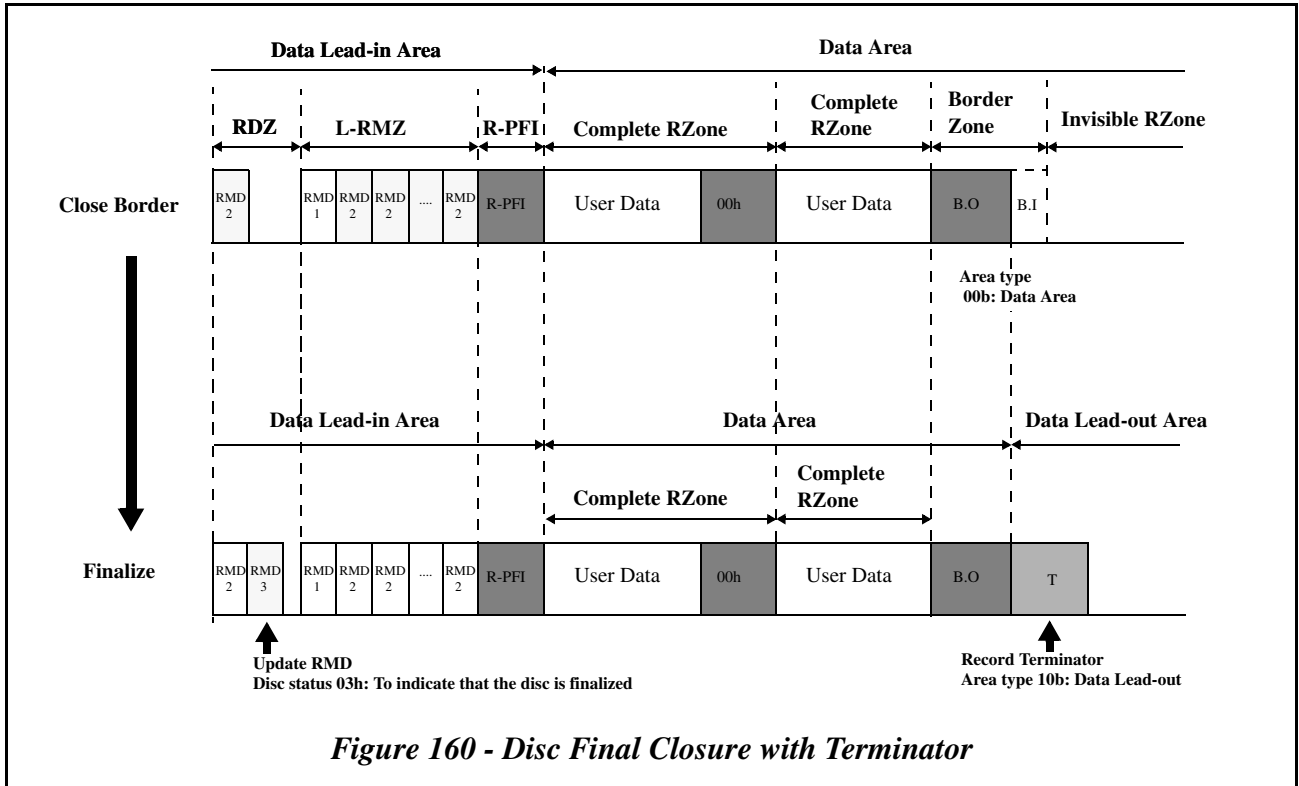 Data Lead-in Area
Data Area
RDZ
L-RMZ
R-PFI
Complete RZone
Complete
RZone
Border
Zone
Invisible RZone
Close Border
RMD
2
RMD
1
RMD
2
RMD
2
....
RMD
2
R-PFI
User Data
00h
User Data
B.O
B.I
Area type
00b: Data Area
Data Lead-in Area
Data Area
Data Lead-out Area
Complete RZone
Complete
RZone
Finalize
RMD
2
RMD
3
RMD
1
RMD
2
RMD
2
....
RMD
2
R-PFI
User Data
00h
User Data
B.O
T
Update RMD
Disc status 03h: To indicate that the disc is finalized
Record Terminator
Area type 10b: Data Lead-out
Figure 160 - Disc Final Closure with Terminator